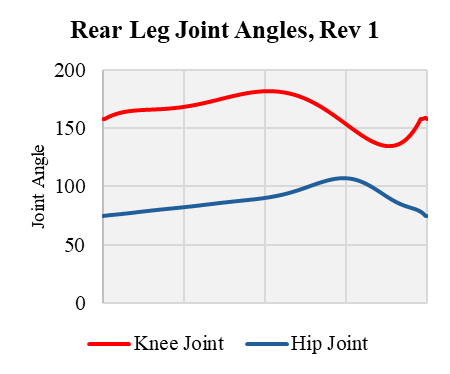 Rear Leg Joint Angles, Rev 1
Joint Angle
200
150
100
50
0
Knee Joint
Hip Joint